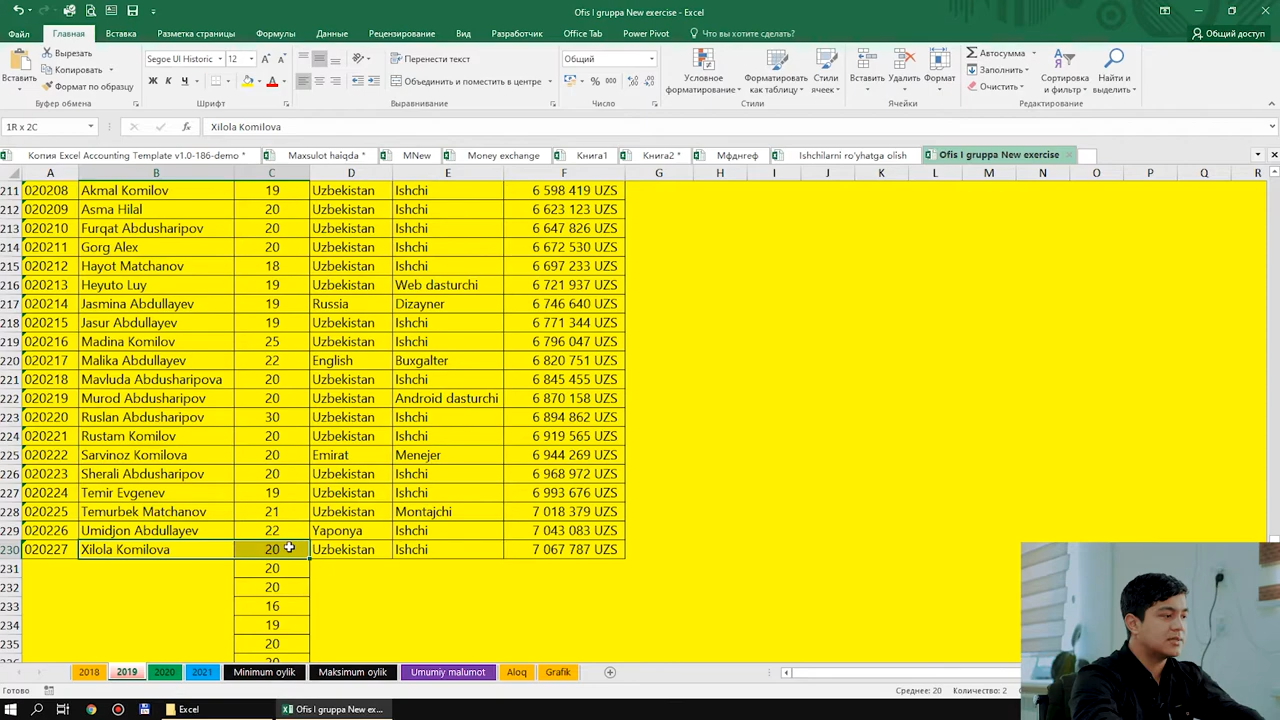 Ofis I gruppa New exercise - Excel
Файл Главная Вставка Разметка страницы Формулы Данные Рецензирование Вид Разработчик Office Tab Power Pivot Что вы хотите сделать? Общий доступ
Вставить
Вырезать
Копировать
Формат по образцу
Буфер обмена
Segoe UI Historic 12
Ж К Ч
Шрифт
Перенести текст
Объединить и поместить в центре
Выравнивание
Общий
Число
Условное форматирование
Форматировать как таблицу
Стили ячеек
Стили
Вставить Удалить Формат
Ячейки
Автосумма
Заполнить
Очистить
Сортировка и фильтр
Найти и выделить
Редактирование
1R x 2C fx Xilola Komilova
Копия Excel Accounting Template v1.0-186-demo * Maxsulot haiqda * MNew Money exchange Книга1 Книга2 * Мфднгеф Ishchilarni ro'yhatga olish Ofis I gruppa New exercise
A B C D E F G H I J K L M N O P Q R
211 020208 Akmal Komilov 19 Uzbekistan Ishchi 6 598 419 UZS
212 020209 Asma Hilal 20 Uzbekistan Ishchi 6 623 123 UZS
213 020210 Furqat Abdusharipov 20 Uzbekistan Ishchi 6 647 826 UZS
214 020211 Gorg Alex 20 Uzbekistan Ishchi 6 672 530 UZS
215 020212 Hayot Matchanov 18 Uzbekistan Ishchi 6 697 233 UZS
216 020213 Heyuto Luy 19 Uzbekistan Web dasturchi 6 721 937 UZS
217 020214 Jasmina Abdullayev 19 Russia Dizayner 6 746 640 UZS
218 020215 Jasur Abdullayev 19 Uzbekistan Ishchi 6 771 344 UZS
219 020216 Madina Komilov 25 Uzbekistan Ishchi 6 796 047 UZS
220 020217 Malika Abdullayev 22 English Buxgalter 6 820 751 UZS
221 020218 Mavluda Abdusharipova 20 Uzbekistan Ishchi 6 845 455 UZS
222 020219 Murod Abdusharipov 20 Uzbekistan Android dasturchi 6 870 158 UZS
223 020220 Ruslan Abdusharipov 30 Uzbekistan Ishchi 6 894 862 UZS
224 020221 Rustam Komilov 20 Uzbekistan Ishchi 6 919 565 UZS
225 020222 Sarvinoz Komilova 20 Emirat Menejer 6 944 269 UZS
226 020223 Sherali Abdusharipov 20 Uzbekistan Ishchi 6 968 972 UZS
227 020224 Temir Evgenev 19 Uzbekistan Ishchi 6 993 676 UZS
228 020225 Temurbek Matchanov 21 Uzbekistan Montajchi 7 018 379 UZS
229 020226 Umidjon Abdullayev 22 Yaponya Ishchi 7 043 083 UZS
230 020227 Xilola Komilova 20 Uzbekistan Ishchi 7 067 787 UZS
231 20
232 20
233 16
234 19
235 20
2018 2019 2020 2021 Minimum oylik Maksimum oylik Umumiy malumot Aloq Grafik
Готово Среднее: 20 Количество: 2
Excel Ofis I gruppa New ex...